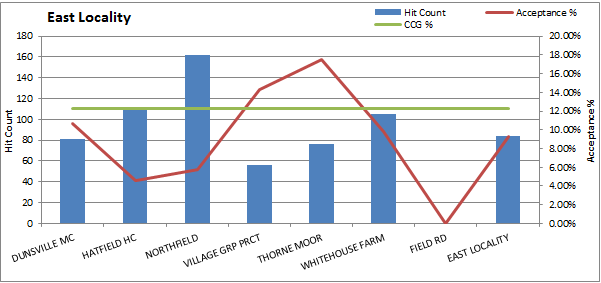 East Locality
Hit Count
Acceptance %
CCG %
180
160
140
120
100
80
60
40
20
0
Hit Count
20.00%
18.00%
16.00%
14.00%
12.00%
10.00%
8.00%
6.00%
4.00%
2.00%
0.00%
Acceptance %
DUNSVILLE MC
HATFIELD HC
NORTHFIELD
VILLAGE GRP PRCT
THORNE MOOR
WHITEHOUSE FARM
FIELD RD
EAST LOCALITY